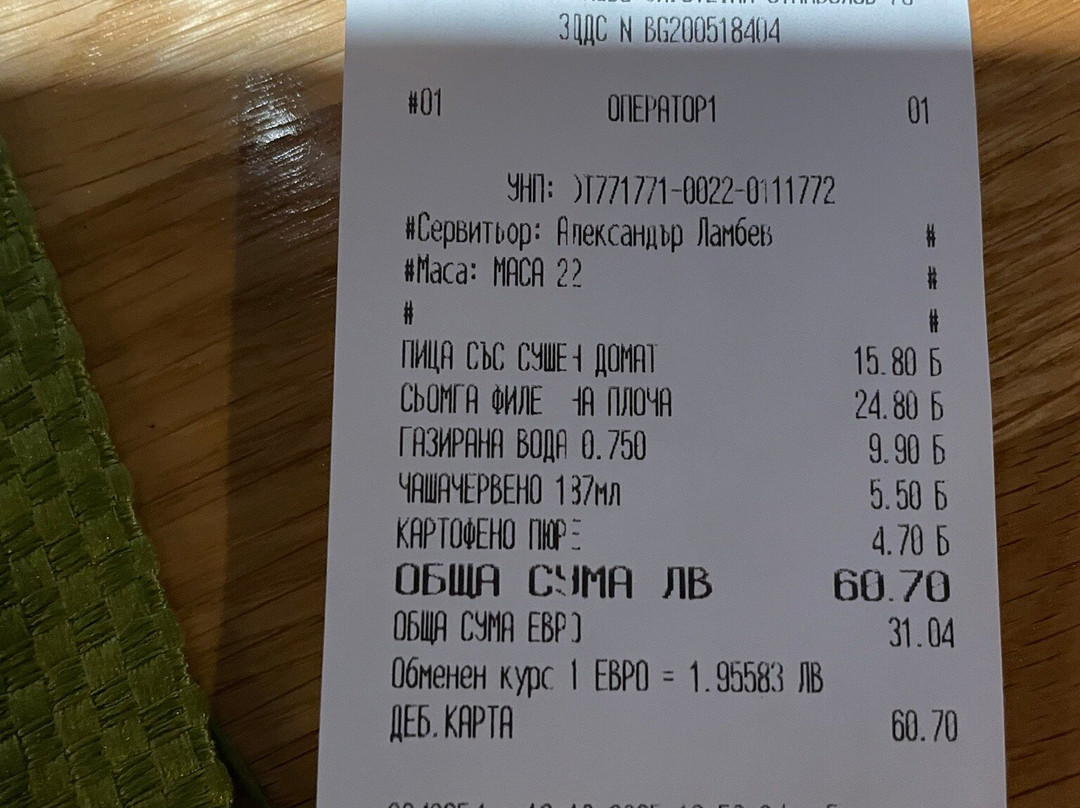 ЗДДС N BG200518404
#01 ОПЕРАТОР1 01
УНП: DT771771-0022-0111772
#Сервитьор: Александър Ламбев #
#Маса: МАСА 22 #
# #
ПИЦА СЪС СУШЕН ДОМАТ 15.80 Б
СЬОМГА ФИЛЕ НА ПЛОЧА 24.80 Б
ГАЗИРАНА ВОДА 0.750 9.90 Б
ЧАШАЧЕРВЕНО 187мл 5.50 Б
КАРТОФЕНО ПЮРЕ 4.70 Б
ОБЩА СУМА ЛВ 60.70
ОБЩА СУМА ЕВРО 31.04
Обменен курс 1 ЕВРО = 1.95583 ЛВ
ДЕБ.КАРТА 60.70